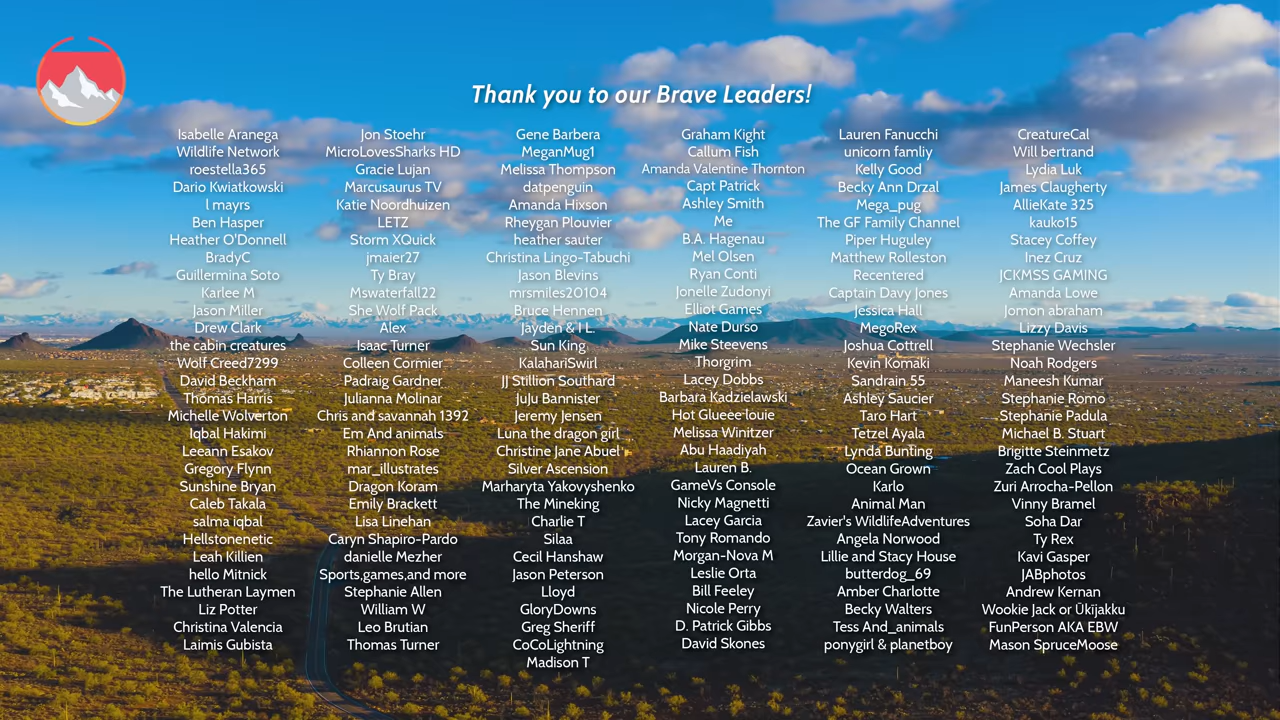 Thank you to our Brave Leaders!
Isabelle Aranega
Wildlife Network
roestella365
Dario Kwiatkowski
l mayrs
Ben Hasper
Heather O'Donnell
BradyC
Guillermina Soto
Karlee M
Jason Miller
Drew Clark
the cabin creatures
Wolf Creed7299
David Beckham
Thomas Harris
Michelle Wolverton
Iqbal Hakimi
Leeann Esakov
Gregory Flynn
Sunshine Bryan
Caleb Takala
salma iqbal
Hellstonenetic
Leah Killien
hello Mitnick
The Lutheran Laymen
Liz Potter
Christina Valencia
Laimis Gubista
Jon Stoehr
MicroLovesSharks HD
Gracie Lujan
Marcusaurus TV
Katie Noordhuizen
LETZ
Storm XQuick
jmaier27
Ty Bray
Mswaterfall22
She Wolf Pack
Alex
Isaac Turner
Colleen Cormier
Padraig Gardner
Julianna Molinar
Chris and savannah 1392
Em And animals
Rhiannon Rose
mar_illustrates
Dragon Koram
Emily Brackett
Lisa Linehan
Caryn Shapiro-Pardo
danielle Mezher
Sports,games,and more
Stephanie Allen
William W
Leo Brutian
Thomas Turner
Gene Barbera
MeganMug1
Melissa Thompson
datpenguin
Amanda Hixson
Rheygan Plouvier
heather sauter
Christina Lingo-Tabuchi
Jason Blevins
mrsmiles20104
Bruce Hennen
Jayden & I L.
Sun King
KalahariSwirl
JJ Stillion Southard
JuJu Bannister
Jeremy Jensen
Luna the dragon girl
Christine Jane Abuel
Silver Ascension
Marharyta Yakovyshenko
The Mineking
Charlie T
Silaa
Cecil Hanshaw
Jason Peterson
Lloyd
GloryDowns
Greg Sheriff
CoCoLightning
Madison T
Graham Kight
Callum Fish
Amanda Valentine Thornton
Capt Patrick
Ashley Smith
Me
B.A. Hagenau
Mel Olsen
Ryan Conti
Jonelle Zudonyi
Elliot Games
Nate Durso
Mike Steevens
Thorgrim
Lacey Dobbs
Barbara Kadzielawski
Hot Glueee louie
Melissa Winitzer
Abu Haadiyah
Lauren B.
GameVs Console
Nicky Magnetti
Lacey Garcia
Tony Romando
Morgan-Nova M
Leslie Orta
Bill Feeley
Nicole Perry
D. Patrick Gibbs
David Skones
Lauren Fanucchi
unicorn famliy
Kelly Good
Becky Ann Drzal
Mega_pug
The GF Family Channel
Piper Huguley
Matthew Rolleston
Recentered
Captain Davy Jones
Jessica Hall
MegoRex
Joshua Cottrell
Kevin Komaki
Sandrain 55
Ashley Saucier
Taro Hart
Tetzel Ayala
Lynda Bunting
Ocean Grown
Karlo
Animal Man
Zavier's WildlifeAdventures
Angela Norwood
Lillie and Stacy House
butterdog_69
Amber Charlotte
Becky Walters
Tess And_animals
ponygirl & planetboy
CreatureCal
Will bertrand
Lydia Luk
James Claugherty
AllieKate 325
kauko15
Stacey Coffey
Inez Cruz
JCKMSS GAMING
Amanda Lowe
Jomon abraham
Lizzy Davis
Stephanie Wechsler
Noah Rodgers
Maneesh Kumar
Stephanie Romo
Stephanie Padula
Michael B. Stuart
Brigitte Steinmetz
Zach Cool Plays
Zuri Arrocha-Pellon
Vinny Bramel
Soha Dar
Ty Rex
Kavi Gasper
JABphotos
Andrew Kernan
Wookie Jack or Ükijakku
FunPerson AKA EBW
Mason SpruceMoose